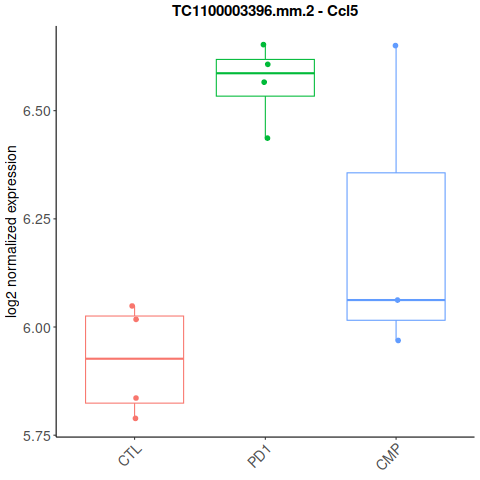 TC1100003396.mm.2 - Ccl5
log2 normalized expression
6.50
6.25
6.00
5.75
CTL
PD1
CMP